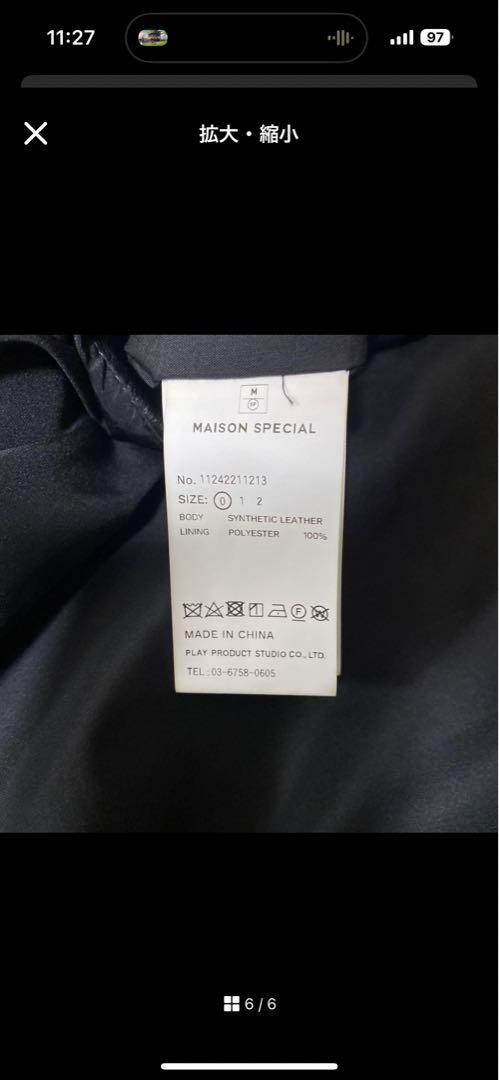 11:27
97
拡大・縮小
M
SP
MAISON SPECIAL
No. 11242211213
SIZE: 0 1 2
BODY SYNTHETIC LEATHER
LINING POLYESTER 100%
F
W
MADE IN CHINA
PLAY PRODUCT STUDIO CO., LTD.
TEL:03-6758-0605
6 / 6